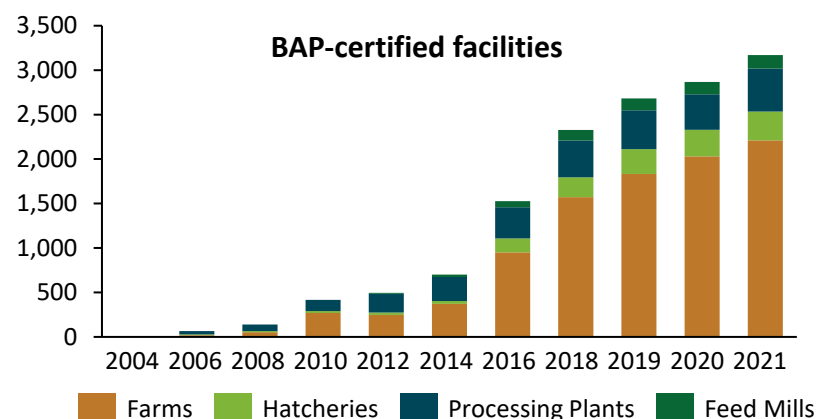 BAP-certified facilities
3,500
3,000
2,500
2,000
1,500
1,000
500
0
2004 2006 2008 2010 2012 2014 2016 2018 2019 2020 2021
Farms Hatcheries Processing Plants Feed Mills